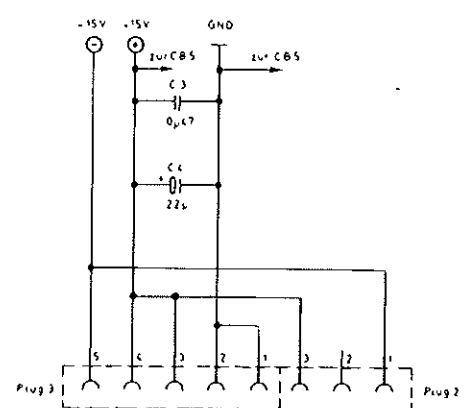 -15V +15V GND
zur CBS zur CBS
C3
0µ47
+ C4
22µ
5 4 3 2 1 3 2 1
Plug 3 Plug 2